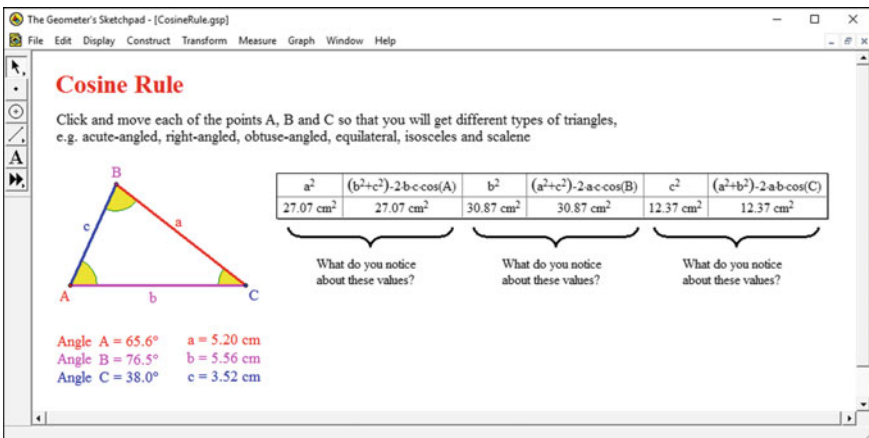 The Geometer's Sketchpad - [CosineRule.gsp]
File Edit Display Construct Transform Measure Graph Window Help
Cosine Rule
Click and move each of the points A, B and C so that you will get different types of triangles,
e.g. acute-angled, right-angled, obtuse-angled, equilateral, isosceles and scalene
B
c
a
A
b
C
a² (b²+c²)-2·b·c·cos(A) b² (a²+c²)-2·a·c·cos(B) c² (a²+b²)-2·a·b·cos(C)
27.07 cm² 27.07 cm² 30.87 cm² 30.87 cm² 12.37 cm² 12.37 cm²
What do you notice
about these values?
What do you notice
about these values?
What do you notice
about these values?
Angle A = 65.6° a = 5.20 cm
Angle B = 76.5° b = 5.56 cm
Angle C = 38.0° c = 3.52 cm
A